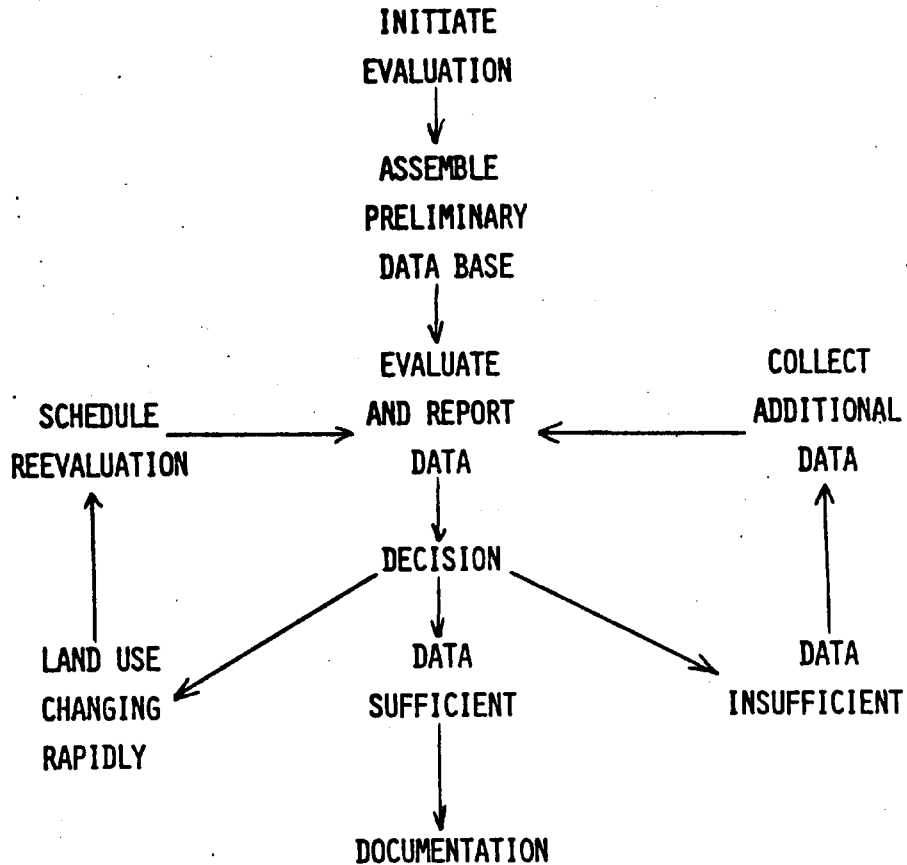 INITIATE
EVALUATION
ASSEMBLE
PRELIMINARY
DATA BASE
EVALUATE
AND REPORT
DATA
COLLECT
ADDITIONAL
DATA
SCHEDULE
REEVALUATION
DECISION
LAND USE
CHANGING
RAPIDLY
DATA
SUFFICIENT
DATA
INSUFFICIENT
DOCUMENTATION